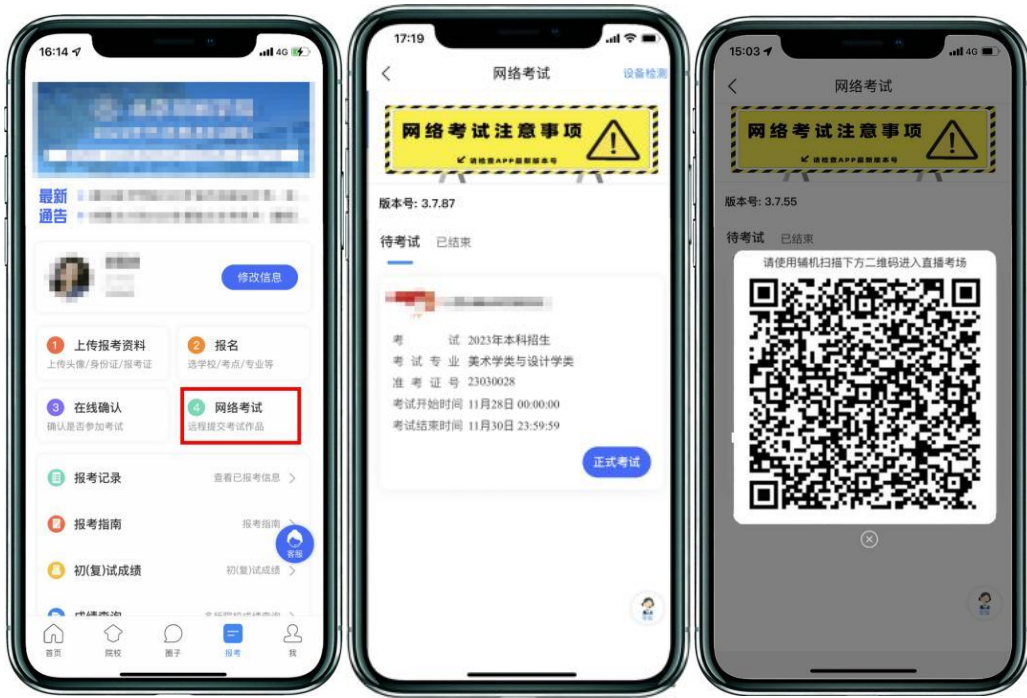 16:14
4G
最新
通告
修改信息
1 上传报考资料
上传头像/身份证/报考证
2 报名
选学校/考点/专业等
3 在线确认
确认是否参加考试
4 网络考试
远程提交考试作品
报考记录
查看已报考信息
报考指南
报考指南
客服
初(复)试成绩
初(复)试成绩
成绩查询
首页
院校
圈子
报考
我
17:19
网络考试
设备检测
网络考试注意事项
请检查APP最新版本号
版本号: 3.7.87
待考试 已结束
考 试 2023年本科招生
考试专业 美术学类与设计学类
准考证号 23030028
考试开始时间 11月28日 00:00:00
考试结束时间 11月30日 23:59:59
正式考试
15:03
4G
网络考试
网络考试注意事项
请检查APP最新版本号
版本号: 3.7.55
待考试 已结束
请使用辅机扫描下方二维码进入直播考场